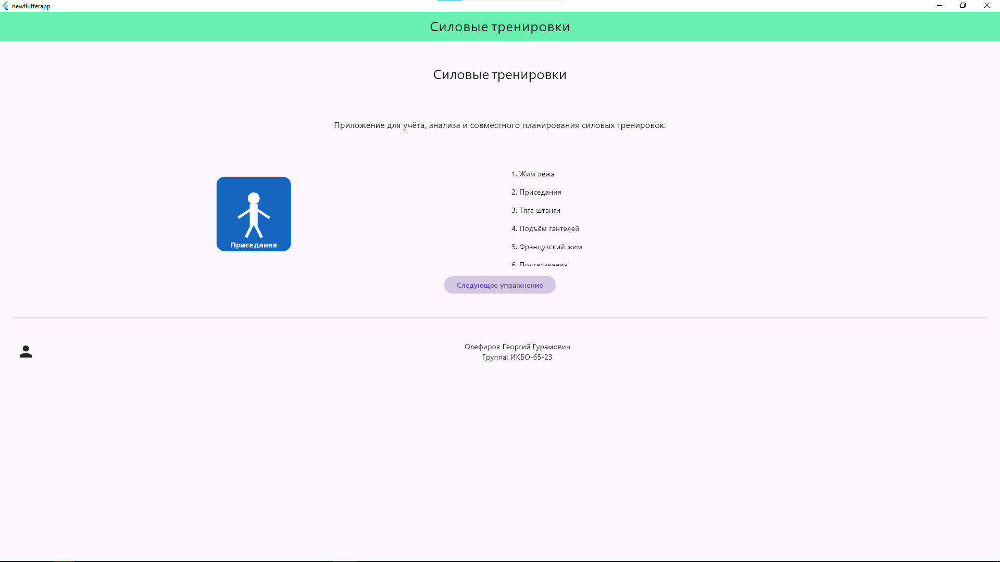 newflutterapp
Силовые тренировки
Силовые тренировки
Приложение для учёта, анализа и совместного планирования силовых тренировок.
Приседания
1. Жим лёжа
2. Приседания
3. Тяга штанги
4. Подъём гантелей
5. Французский жим
6. Подтягивания
Следующее упражнение
Олефиров Георгий Гурамович
Группа: ИКБО-65-23